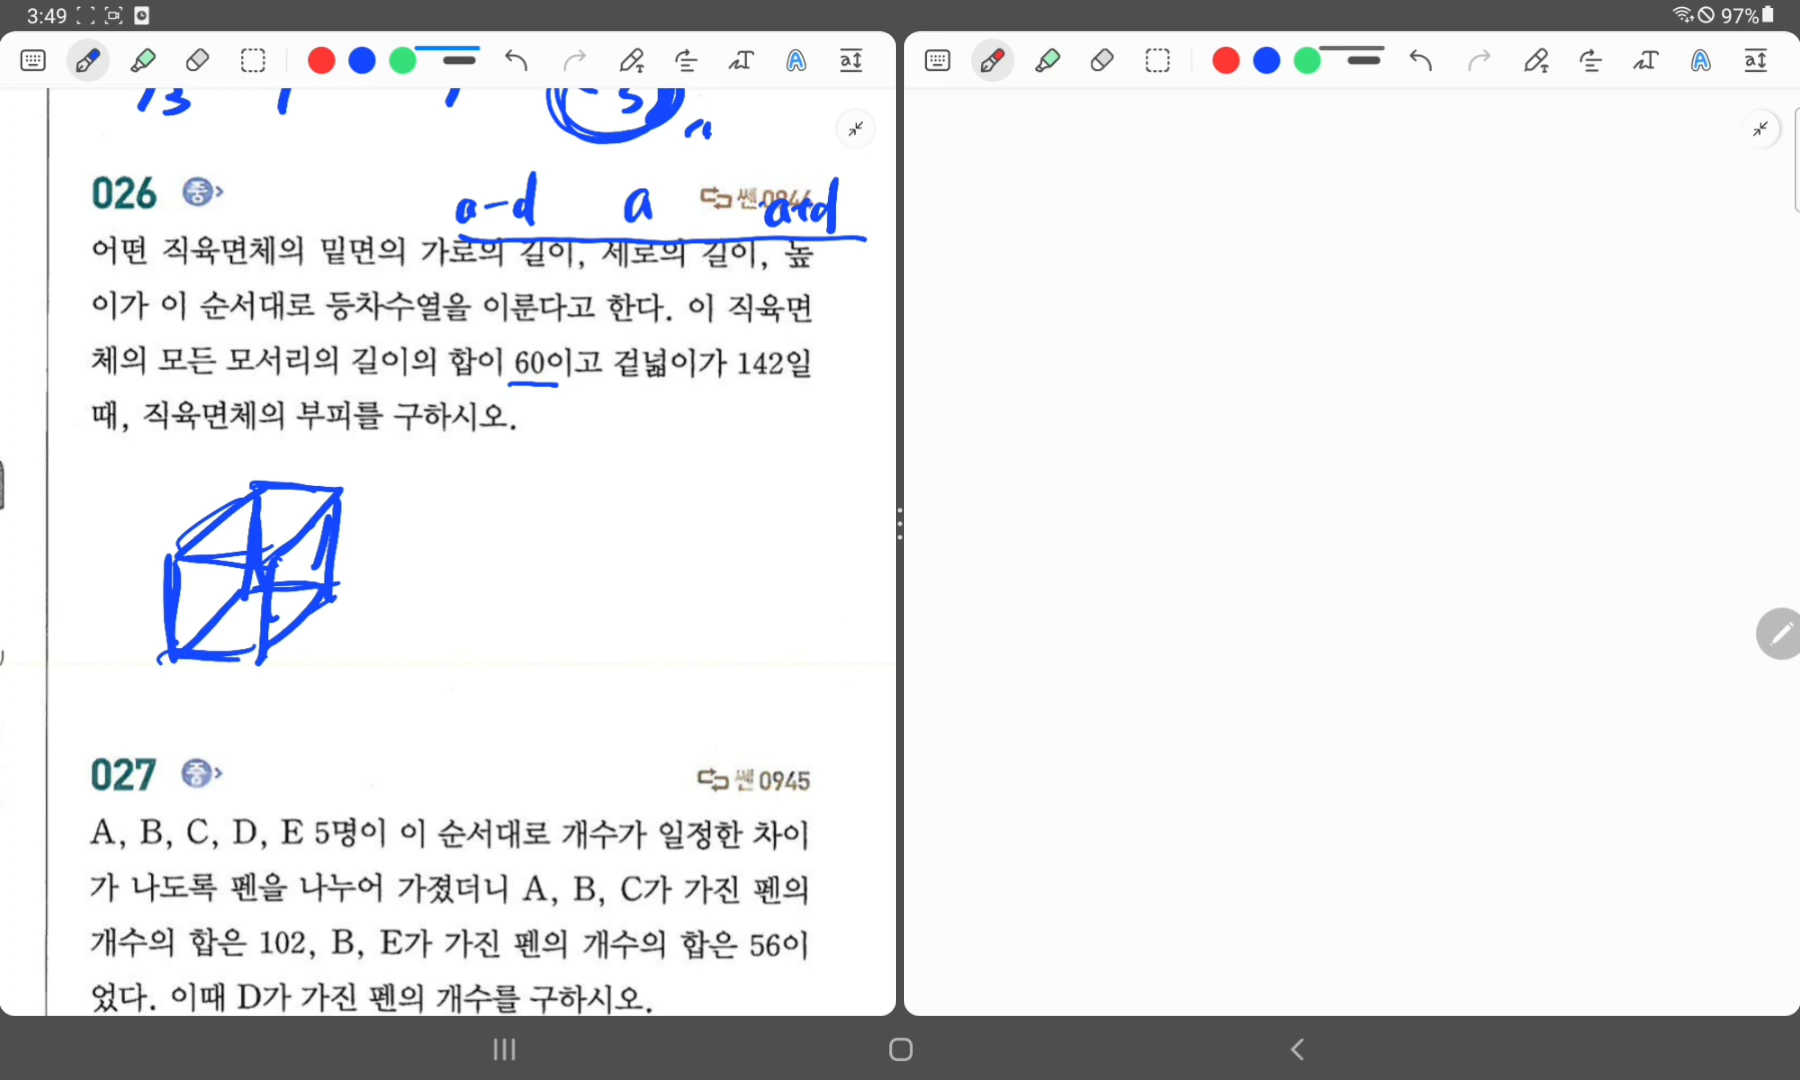 3:49
97%
13
026 중
a-d a a+d
어떤 직육면체의 밑면의 가로의 길이, 세로의 길이, 높
이가 이 순서대로 등차수열을 이룬다고 한다. 이 직육면
체의 모든 모서리의 길이의 합이 60이고 겉넓이가 142일
때, 직육면체의 부피를 구하시오.
027 중 쎈 0945
A, B, C, D, E 5명이 이 순서대로 개수가 일정한 차이
가 나도록 펜을 나누어 가졌더니 A, B, C가 가진 펜의
개수의 합은 102, B, E가 가진 펜의 개수의 합은 56이
었다. 이때 D가 가진 펜의 개수를 구하시오.